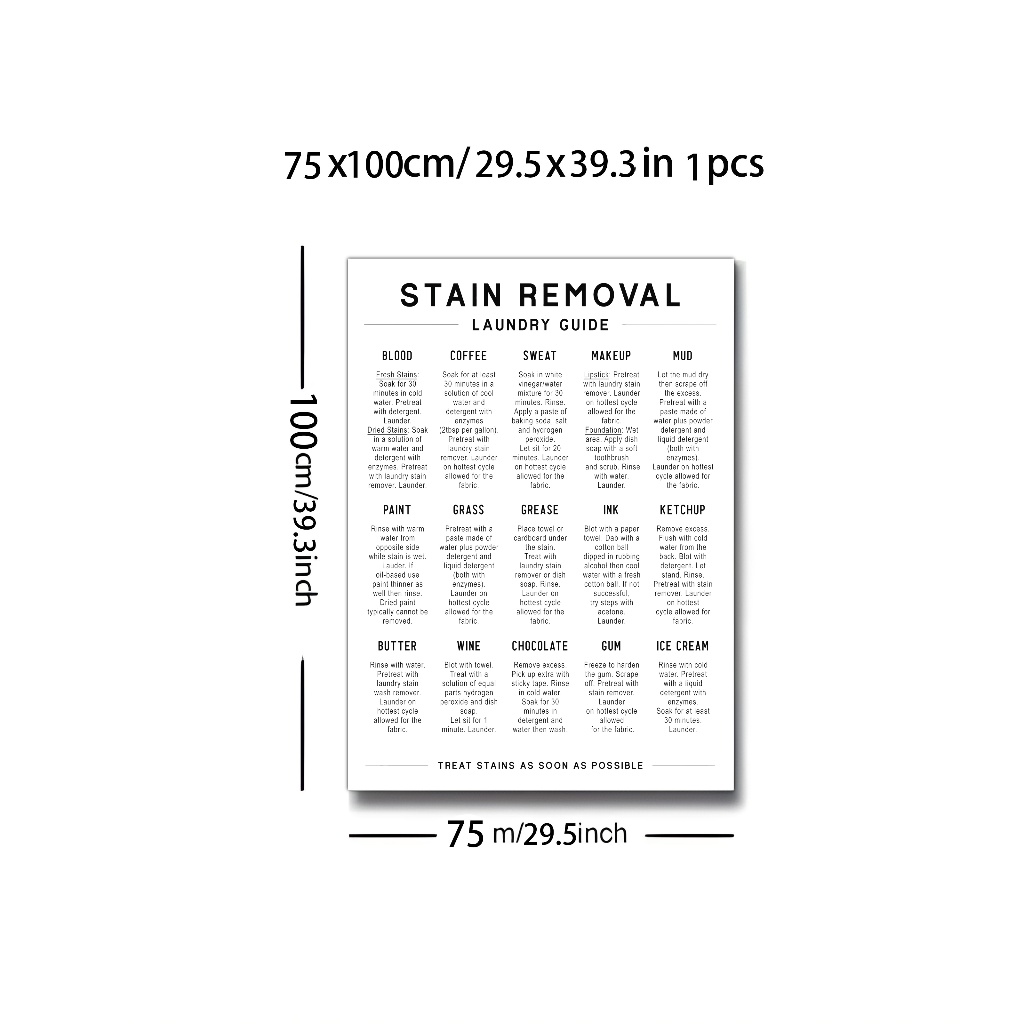 75x100cm/29.5x39.3in 1pcs
100cm/39.3inch
STAIN REMOVAL
LAUNDRY GUIDE
BLOOD
Fresh Stains:
Soak for 30
minutes in cold
water. Pretreat
with detergent.
Launder.
Dried Stains: Soak
in a solution of
warm water and
detergent with
enzymes. Pretreat
with laundry stain
remover. Launder.
COFFEE
Soak for at least
30 minutes in a
solution of cool
water and
detergent with
enzymes
(2tbsp per gallon).
Pretreat with
laundry stain
remover. Launder
on hottest cycle
allowed for the
fabric.
SWEAT
Soak in white
vinegar/water
mixture for 30
minutes. Rinse.
Apply a paste of
baking soda, salt
and hydrogen
peroxide.
Let sit for 20
minutes. Launder
on hottest cycle
allowed for the
fabric.
MAKEUP
Lipstick: Pretreat
with laundry stain
remover. Launder
on hottest cycle
allowed for the
fabric.
Foundation: Wet
area. Apply dish
soap with a soft
toothbrush
and scrub. Rinse
with water.
Launder.
MUD
Let the mud dry
then scrape off
the excess.
Pretreat with a
paste made of
water plus powder
detergent and
liquid detergent
(both with
enzymes).
Launder on hottest
cycle allowed for
the fabric.
PAINT
Rinse with warm
water from
opposite side
while stain is wet.
Lauder. If
oil-based use
paint thinner as
well then rinse.
Dried paint
typically cannot be
removed.
GRASS
Pretreat with a
paste made of
water plus powder
detergent and
liquid detergent
(both with
enzymes).
Launder on
hottest cycle
allowed for the
fabric.
GREASE
Place towel or
cardboard under
the stain.
Treat with
laundry stain
remover or dish
soap. Rinse.
Launder on
hottest cycle
allowed for the
fabric.
INK
Blot with a paper
towel. Dab with a
cotton ball
dipped in rubbing
alcohol then cool
water with a fresh
cotton ball. If not
successful,
try steps with
acetone.
Launder.
KETCHUP
Remove excess.
Flush with cold
water from the
back. Blot with
detergent. Let
stand. Rinse.
Pretreat with stain
remover. Launder
on hottest
cycle allowed for
fabric.
BUTTER
Rinse with water.
Pretreat with
laundry stain
wash remover.
Launder on
hottest cycle
allowed for the
fabric.
WINE
Blot with towel.
Treat with a
solution of equal
parts hydrogen
peroxide and dish
soap.
Let sit for 1
minute. Launder.
CHOCOLATE
Remove excess
Pick up extra with
sticky tape. Rinse
in cold water
Soak for 30
minutes in
detergent and
water then wash
GUM
Freeze to harden
the gum. Scrape
off. Pretreat with
stain remover.
Launder
on hottest cycle
allowed
for the fabric.
ICE CREAM
Rinse with cold
water. Pretreat
with a liquid
detergent with
enzymes.
Soak for at least
30 minutes.
Launder.
TREAT STAINS AS SOON AS POSSIBLE
75 m/29.5inch